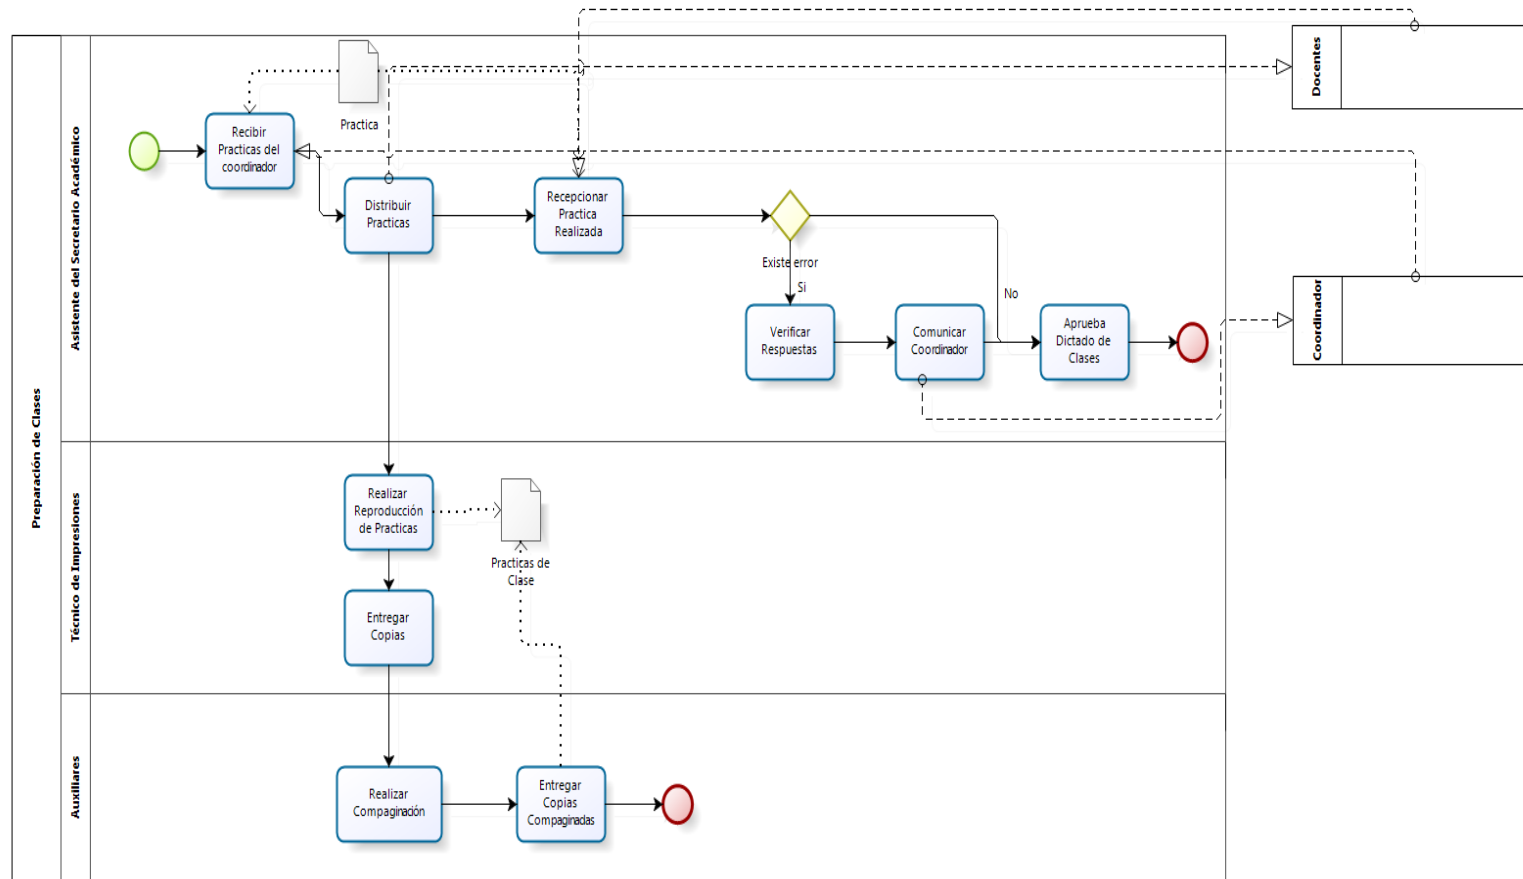 Preparación de Clases
Asistente del Secretario Académico
Practica
Recibir
Practicas del
coordinador
Distribuir
Practicas
Recepcionar
Practica
Realizada
Existe error
Si
No
Verificar
Respuestas
Comunicar
Coordinador
Aprueba
Dictado de
Clases
Docentes
Coordinador
Técnico de Impresiones
Realizar
Reproducción
de Practicas
Practicas de
Clase
Entregar
Copias
Auxiliares
Realizar
Compaginación
Entregar
Copias
Compaginadas